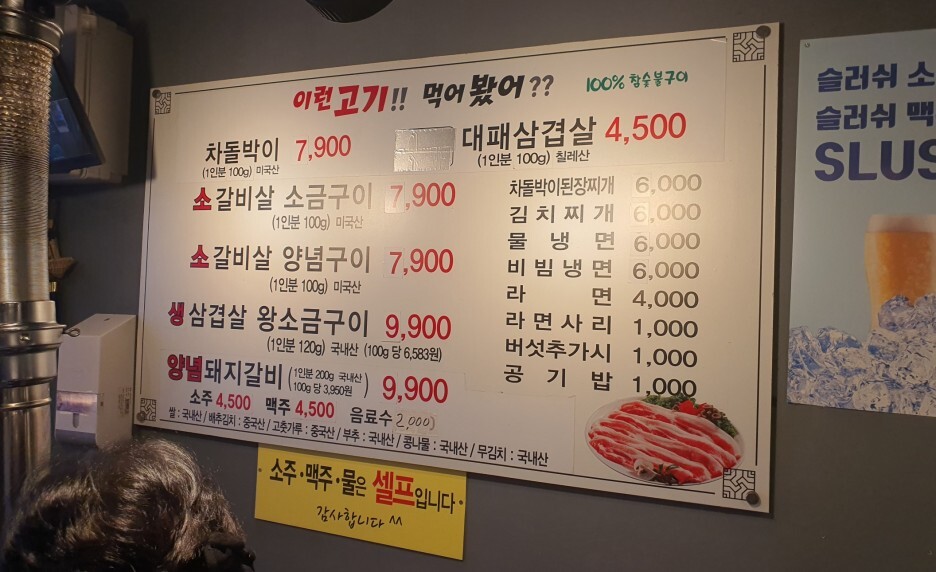 이런고기!! 먹어봤어??
100% 참숯불구이
차돌박이 7,900
(1인분 100g) 미국산
소갈비살 소금구이 7,900
(1인분 100g) 미국산
소갈비살 양념구이 7,900
(1인분 100g) 미국산
생삼겹살 왕소금구이 9,900
(1인분 120g) 국내산 (100g 당 6,583원)
양념돼지갈비 (1인분 200g 국내산 100g 당 3,950원) 9,900
소주 4,500 맥주 4,500 음료수 2,000
쌀 : 국내산 / 배추김치 : 중국산 / 고춧가루 : 중국산 / 부추 : 국내산 / 콩나물 : 국내산 / 무김치 : 국내산
대패삼겹살 4,500
(1인분 100g) 칠레산
차돌박이된장찌개 6,000
김치찌개 6,000
물냉면 6,000
비빔냉면 6,000
라면 4,000
라면사리 1,000
버섯추가시 1,000
공기밥 1,000
소주·맥주·물은 셀프입니다
감사합니다 ^^
슬러쉬 소
슬러쉬 맥
SLUS